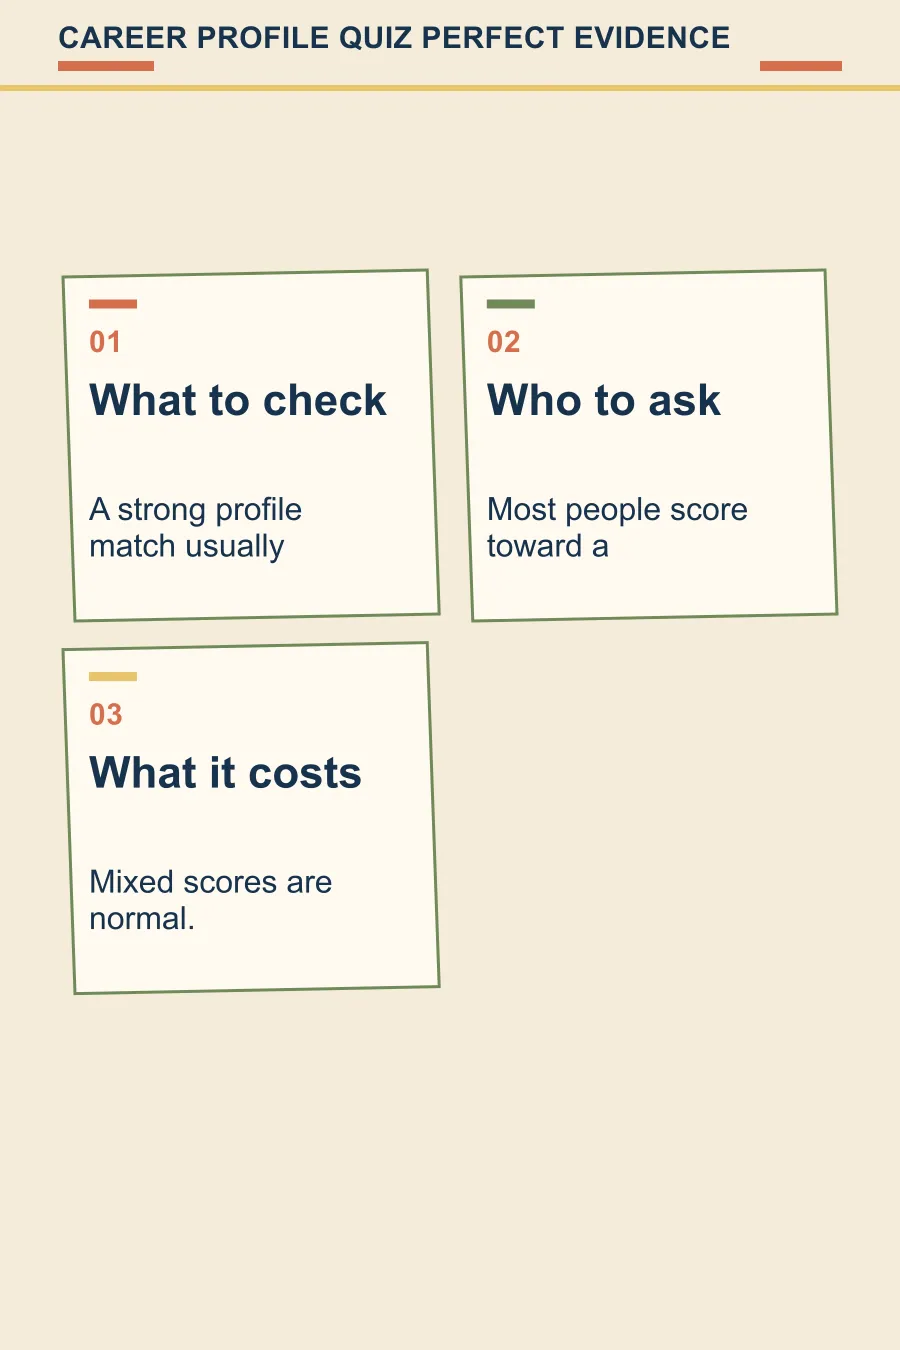 CAREER PROFILE QUIZ PERFECT EVIDENCE
01
What to check
A strong profile
match usually
02
Who to ask
Most people score
toward a
03
What it costs
Mixed scores are
normal.